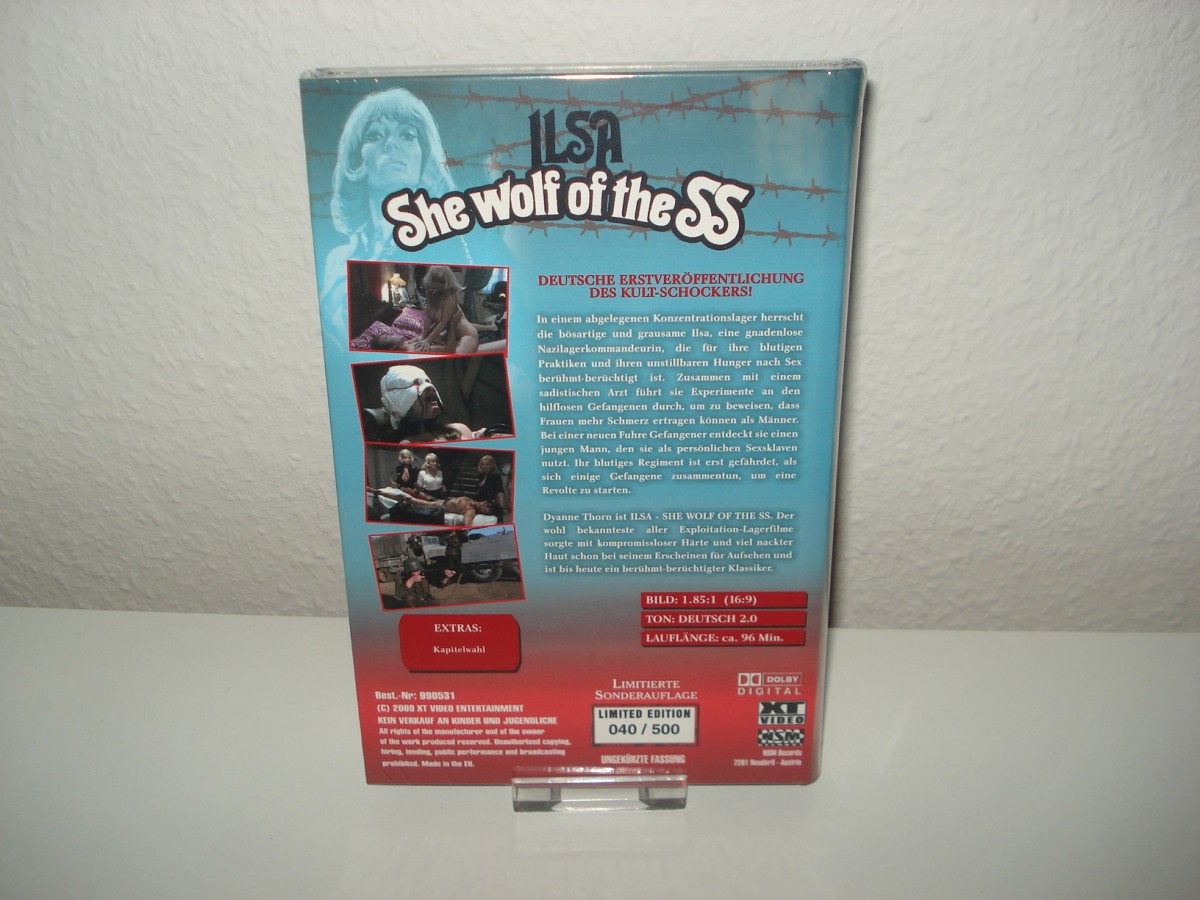 ILSA
She wolf of the SS
DEUTSCHE ERSTVERÖFFENTLICHUNG
DES KULT-SCHOCKERS!
In einem abgelegenen Konzentrationslager herrscht
die bösartige und grausame Ilsa, eine gnadenlose
Nazilagerkommandeurin, die für ihre blutigen
Praktiken und ihren unstillbaren Hunger nach Sex
berühmt-berüchtigt ist. Zusammen mit einem
sadistischen Arzt führt sie Experimente an den
hilflosen Gefangenen durch, um zu beweisen, dass
Frauen mehr Schmerz ertragen können als Männer.
Bei einer neuen Fuhre Gefangener entdeckt sie einen
jungen Mann, den sie als persönlichen Sexsklaven
nutzt. Ihr blutiges Regiment ist erst gefährdet, als
sich einige Gefangene zusammentun, um eine
Revolte zu starten.
Dyanne Thorn ist ILSA - SHE WOLF OF THE SS. Der
wohl bekannteste aller Exploitation-Lagerfilme
sorgte mit kompromissloser Härte und viel nackter
Haut schon bei seinem Erscheinen für Aufsehen und
ist bis heute ein berühmt-berüchtigter Klassiker.
BILD: 1.85:1 (16:9)
TON: DEUTSCH 2.0
LAUFLÄNGE: ca. 96 Min.
EXTRAS:
Kapitelwahl
Best.-Nr: 990531
(C) 2009 XT VIDEO ENTERTAINMENT
KEIN VERKAUF AN KINDER UND JUGENDLICHE
All rights of the manufacturer and of the owner
of the work produced reserved. Unauthorised copying,
hiring, lending, public performance and broadcasting
prohibited. Made in the EU.
LIMITIERTE
SONDERAUFLAGE
LIMITED EDITION
040 / 500
UNGEKÜRZTE FASSUNG
DOLBY
DIGITAL
XT
VIDEO
NSM
NSM Records
7201 Neudörfl - Austria